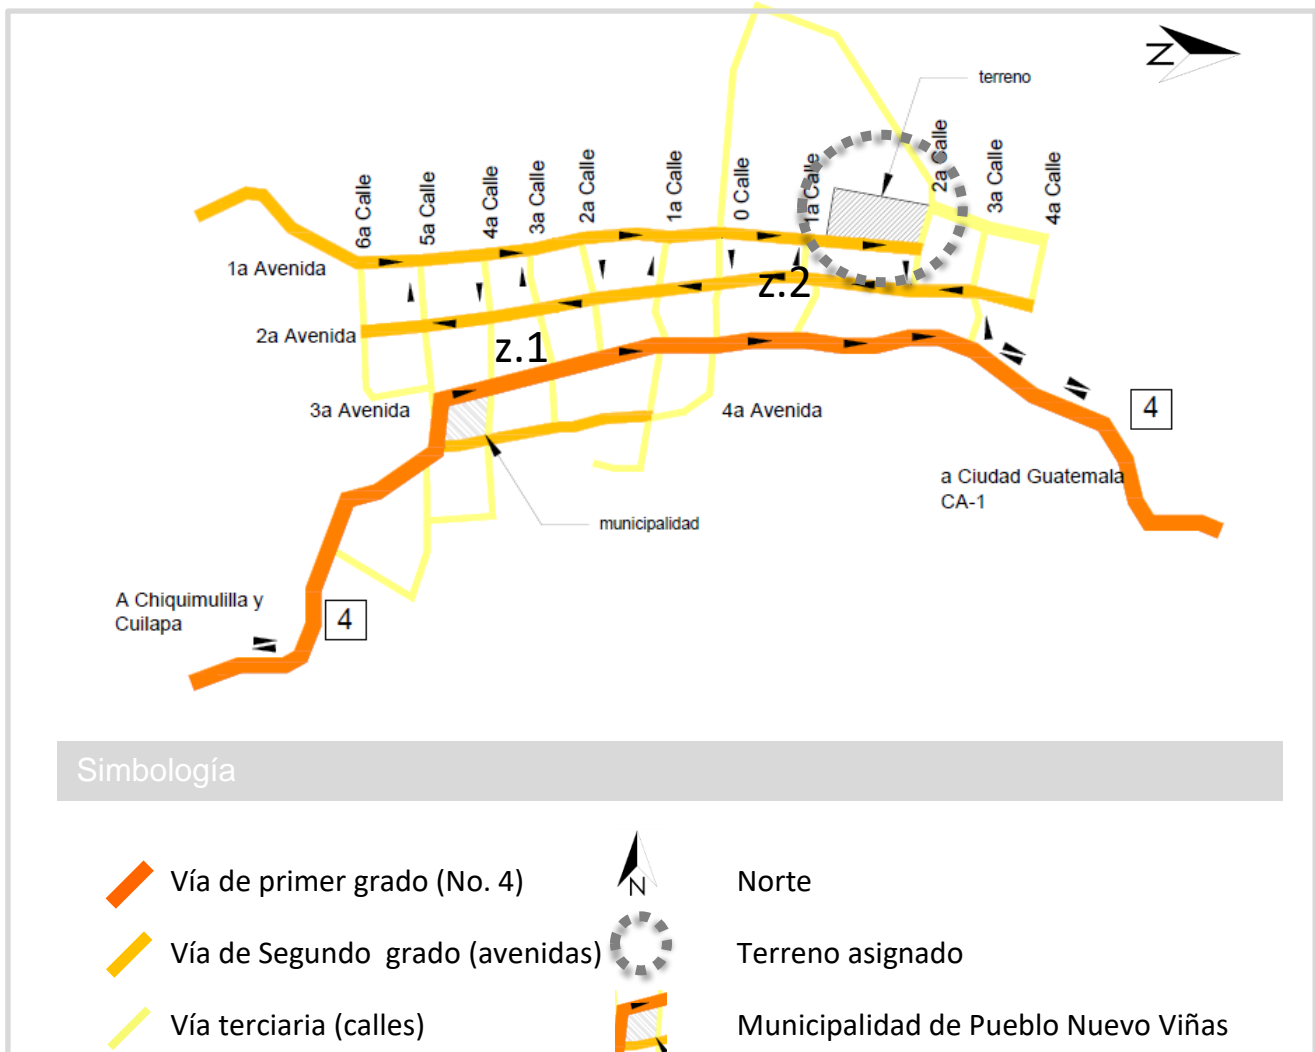 N
terreno
6a Calle
5a Calle
4a Calle
3a Calle
2a Calle
1a Calle
0 Calle
1a Calle
2a Calle
3a Calle
4a Calle
1a Avenida
2a Avenida
z.2
z.1
3a Avenida
4a Avenida
4
a Ciudad Guatemala
CA-1
municipalidad
A Chiquimulilla y
Cuilapa
4
Simbología
Vía de primer grado (No. 4)
N
Norte
Vía de Segundo grado (avenidas)
Terreno asignado
Vía terciaria (calles)
Municipalidad de Pueblo Nuevo Viñas